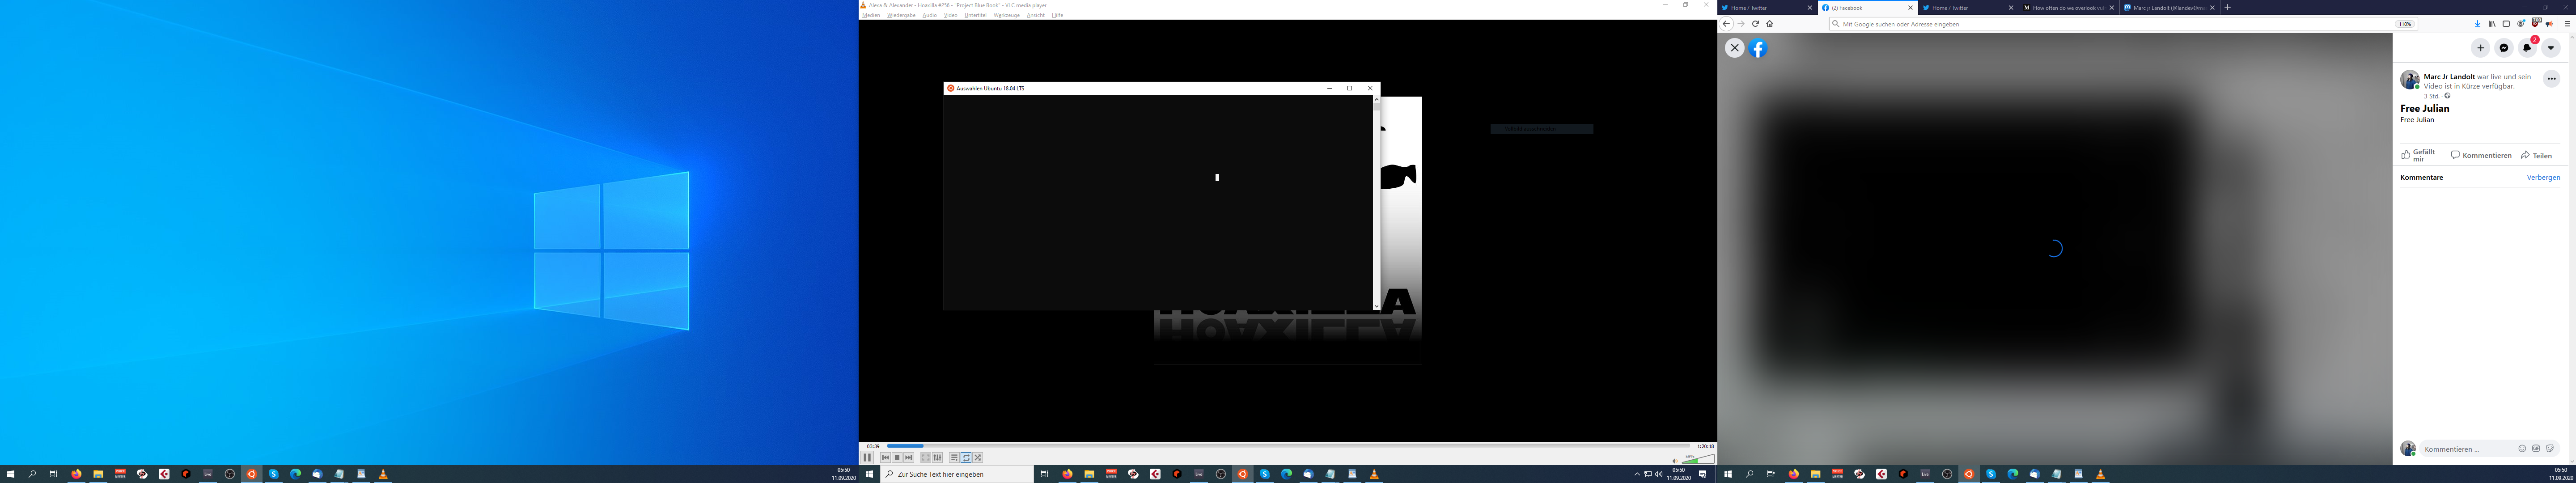 05:50
11.09.2020
Alexa & Alexander - Hoaxilla #258 - "Project Blue Book" - VLC media player
Medien Wiedergabe Audio Video Untertitel Werkzeuge Ansicht Hilfe
Auswählen Ubuntu 18.04 LTS
HOAXILLA
03:39
1:20:18
Zur Suche Text hier eingeben
05:50
11.09.2020
Home / Twitter
(2) Facebook
Home / Twitter
How often do we overlook
Marc jr Landolt (@landev@m
Mit Google suchen oder Adresse eingeben
110%
2
Marc Jr Landolt war live und sein
Video ist in Kürze verfügbar.
3 Std.
Free Julian
Free Julian
Gefällt mir
Kommentieren
Teilen
Kommentare
Verbergen
Kommentieren ...
05:50
11.09.2020